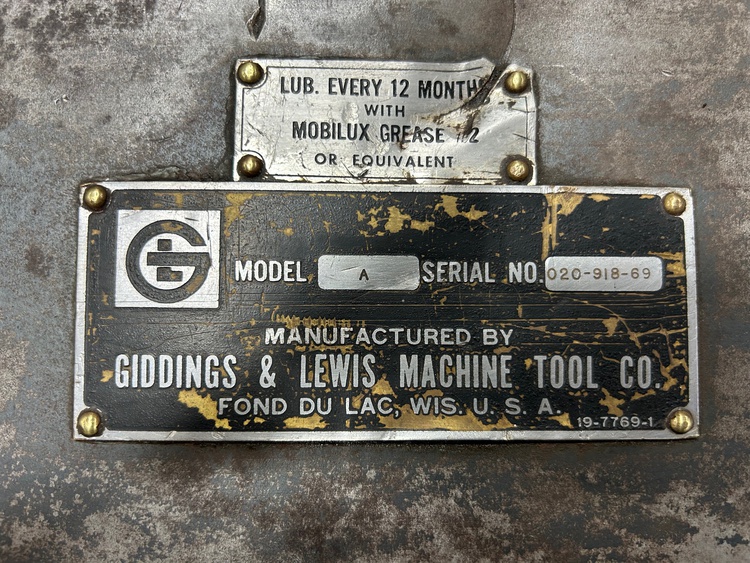 LUB. EVERY 12 MONTH
WITH
MOBILUX GREASE #2
OR EQUIVALENT
G
MODEL A SERIAL NO. 020-918-69
MANUFACTURED BY
GIDDINGS & LEWIS MACHINE TOOL CO.
FOND DU LAC, WIS. U. S. A.
19-7769-1